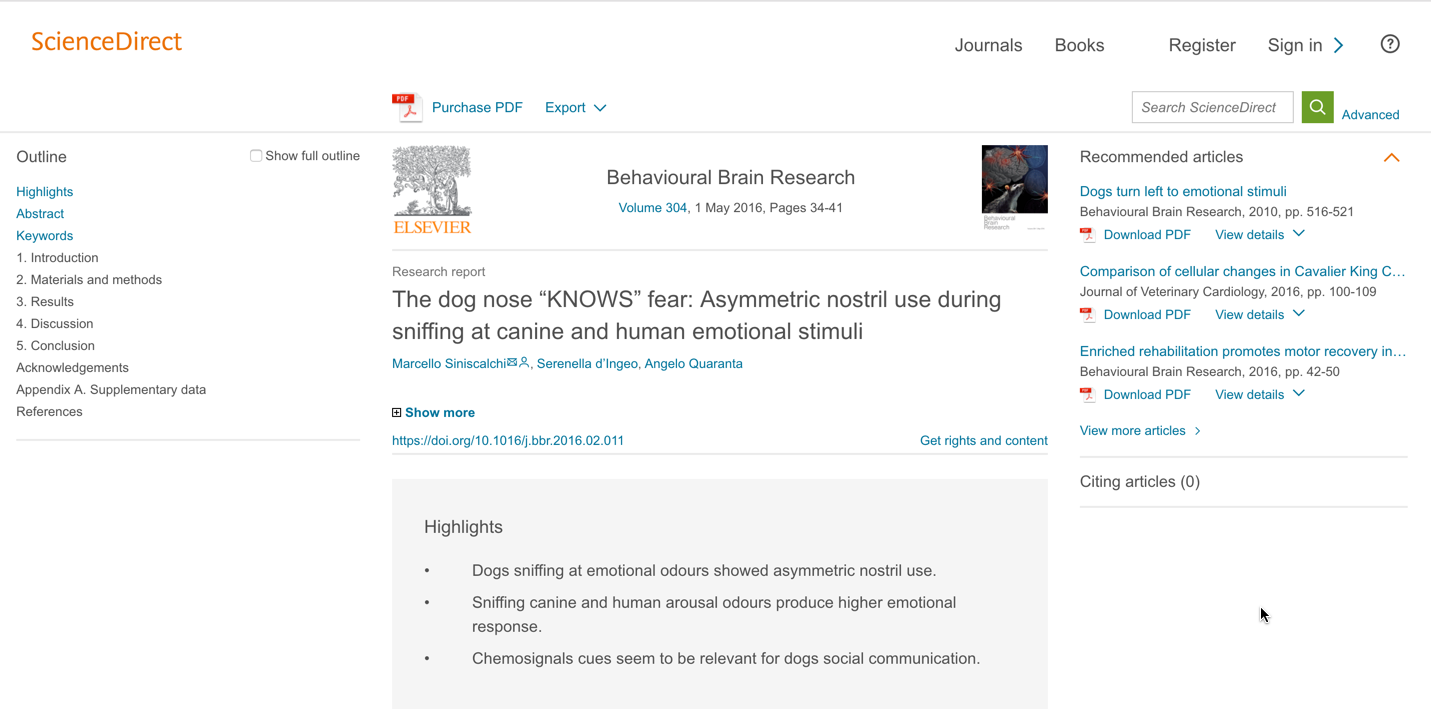 ScienceDirect
Journals
Books
Register
Sign in
?
PDF
Purchase PDF
Export
Search ScienceDirect
Advanced
Outline
Show full outline
Highlights
Abstract
Keywords
1. Introduction
2. Materials and methods
3. Results
4. Discussion
5. Conclusion
Acknowledgements
Appendix A. Supplementary data
References
ELSEVIER
Behavioural Brain Research
Volume 304, 1 May 2016, Pages 34-41
Behavioural
Brain
Research
Research report
The dog nose “KNOWS” fear: Asymmetric nostril use during
sniffing at canine and human emotional stimuli
Marcello Siniscalchi, Serenella d’Ingeo, Angelo Quaranta
Show more
https://doi.org/10.1016/j.bbr.2016.02.011
Get rights and content
Highlights
• Dogs sniffing at emotional odours showed asymmetric nostril use.
• Sniffing canine and human arousal odours produce higher emotional
response.
• Chemosignals cues seem to be relevant for dogs social communication.
Recommended articles
Dogs turn left to emotional stimuli
Behavioural Brain Research, 2010, pp. 516-521
Download PDF
View details
Comparison of cellular changes in Cavalier King C…
Journal of Veterinary Cardiology, 2016, pp. 100-109
Download PDF
View details
Enriched rehabilitation promotes motor recovery in…
Behavioural Brain Research, 2016, pp. 42-50
Download PDF
View details
View more articles
Citing articles (0)